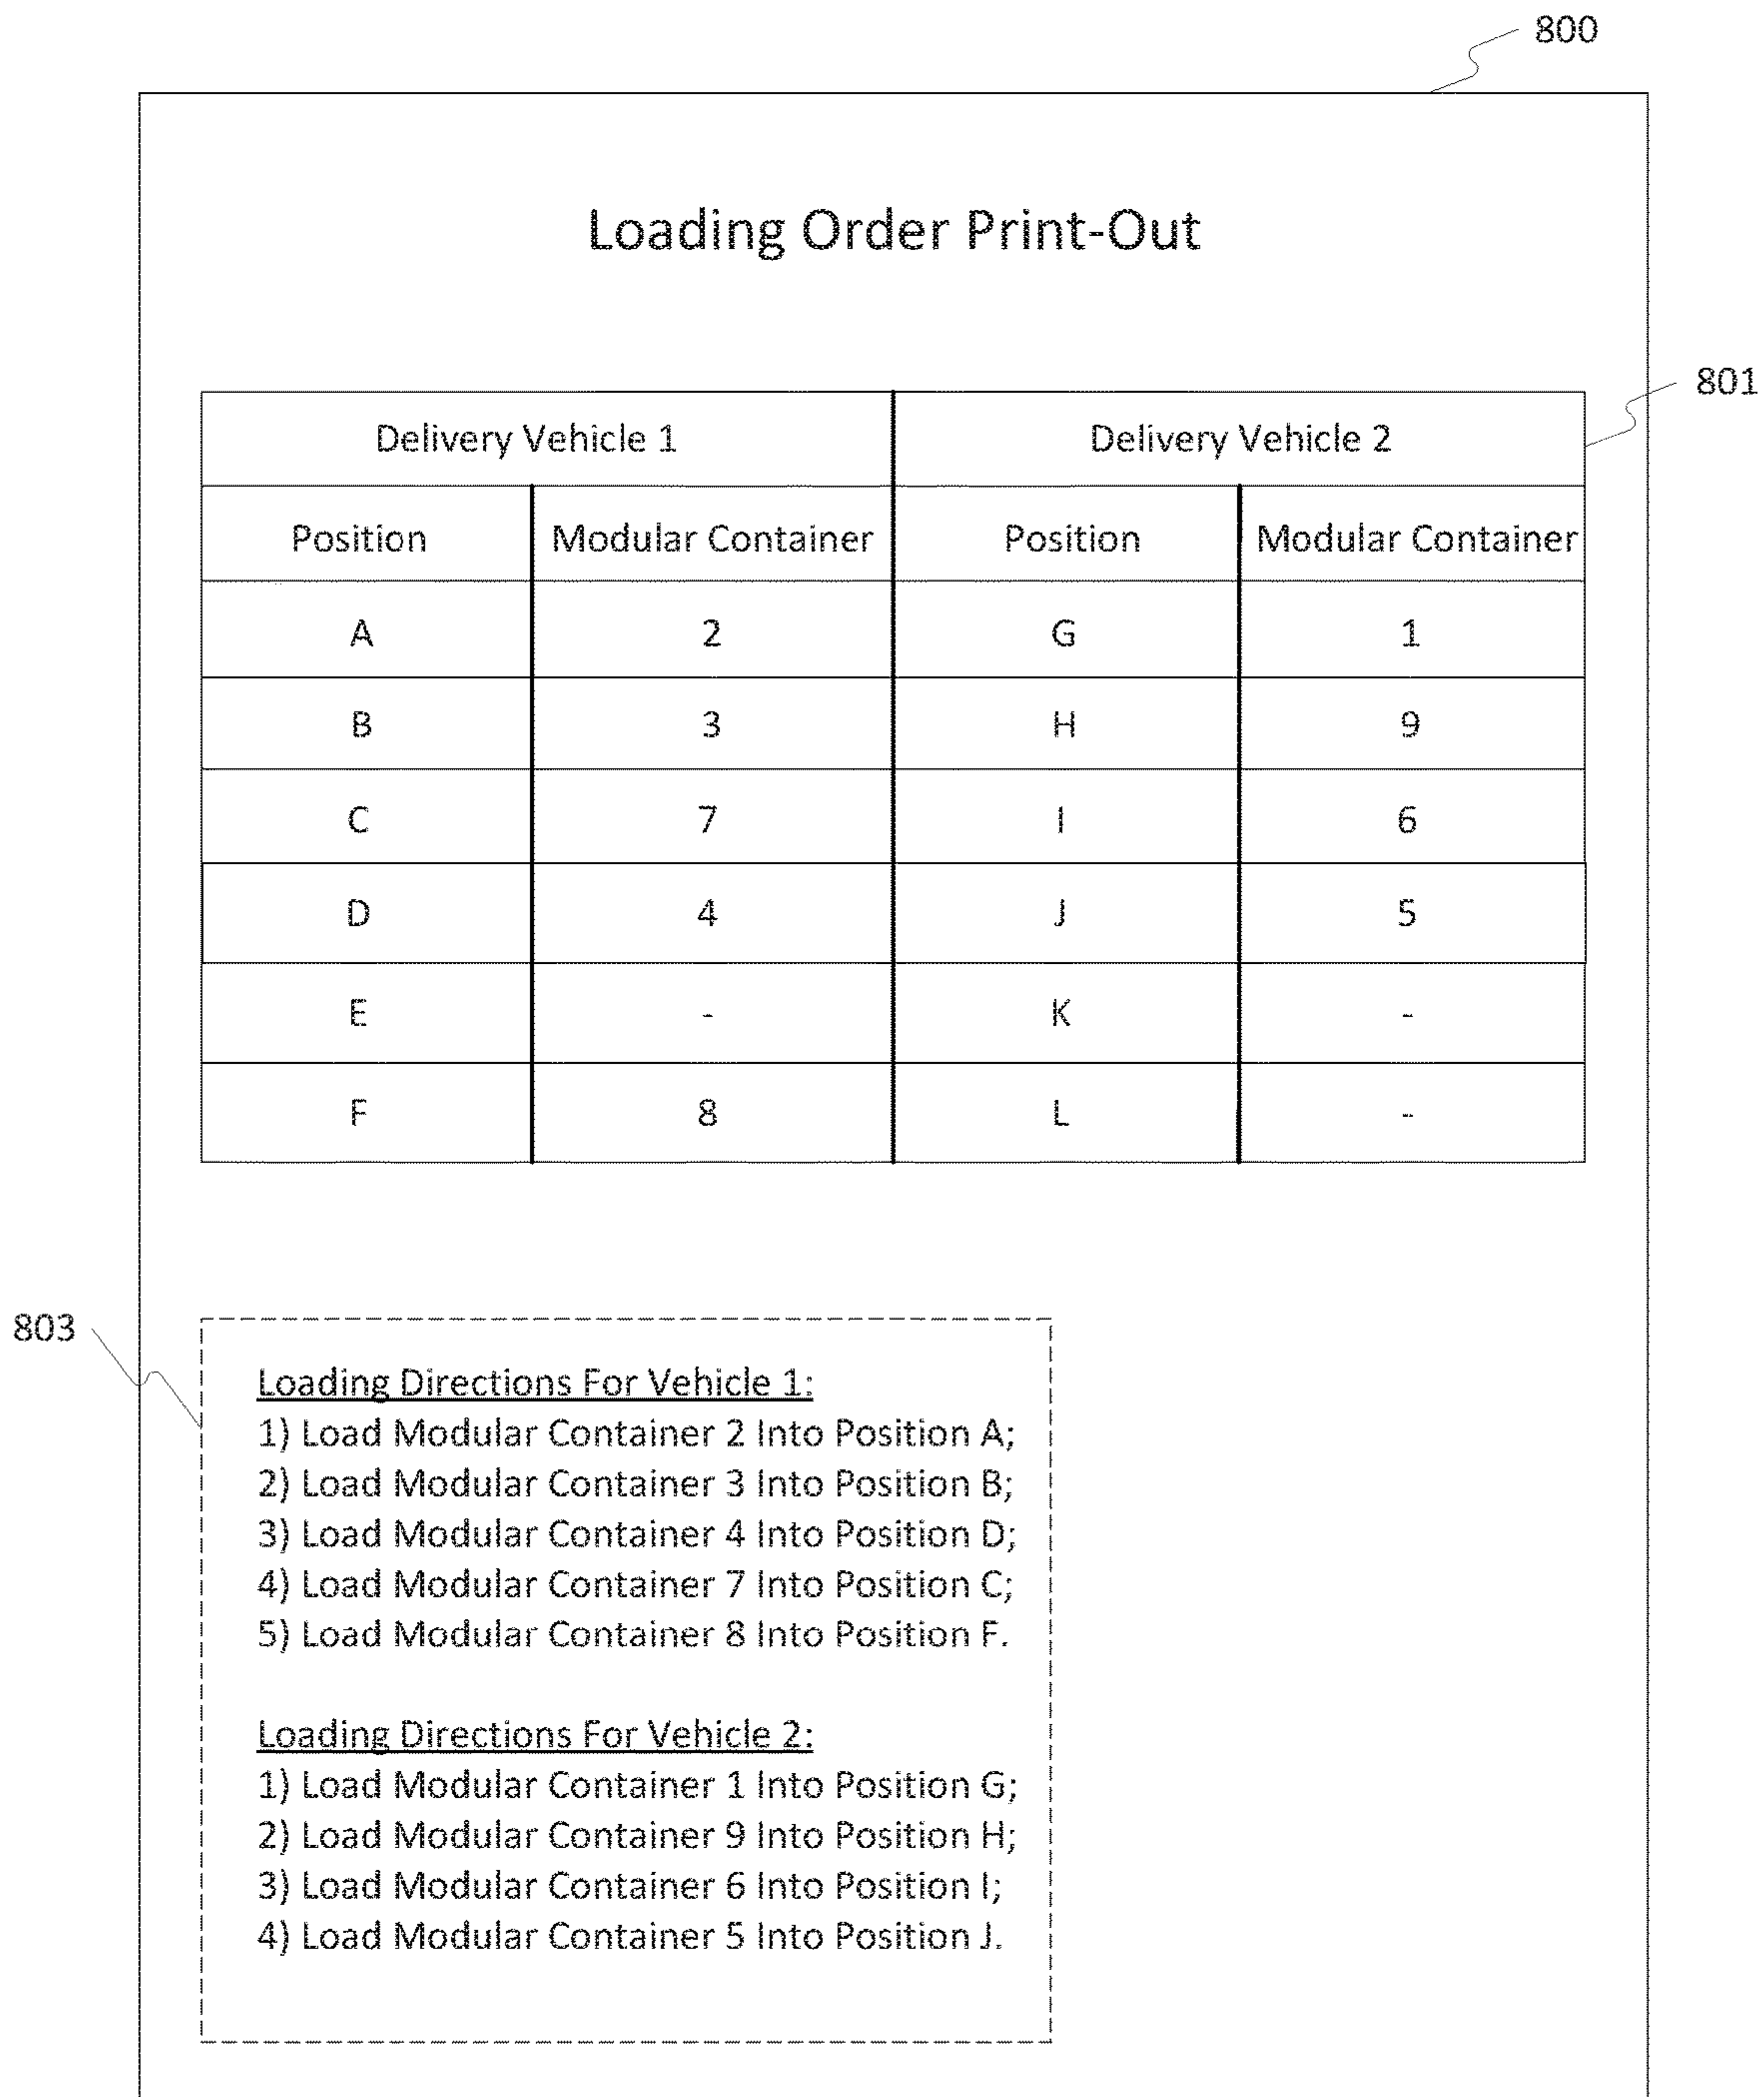 800
Loading Order Print-Out
801
Delivery Vehicle 1 Delivery Vehicle 2
Position Modular Container Position Modular Container
A 2 G 1
B 3 H 9
C 7 I 6
D 4 J 5
E - K -
F 8 L -
803
Loading Directions For Vehicle 1:
1) Load Modular Container 2 Into Position A;
2) Load Modular Container 3 Into Position B;
3) Load Modular Container 4 Into Position D;
4) Load Modular Container 7 Into Position C;
5) Load Modular Container 8 Into Position F.
Loading Directions For Vehicle 2:
1) Load Modular Container 1 Into Position G;
2) Load Modular Container 9 Into Position H;
3) Load Modular Container 6 Into Position I;
4) Load Modular Container 5 Into Position J.